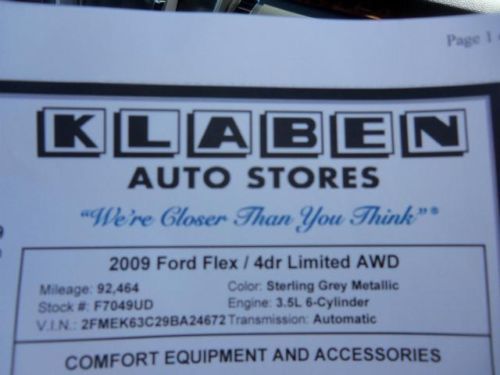 Page 1
KLABEN
AUTO STORES
"We're Closer Than You Think"®
2009 Ford Flex / 4dr Limited AWD
Mileage: 92,464 Color: Sterling Grey Metallic
Stock #: F7049UD Engine: 3.5L 6-Cylinder
V.I.N.: 2FMEK63C29BA24672 Transmission: Automatic
COMFORT EQUIPMENT AND ACCESSORIES